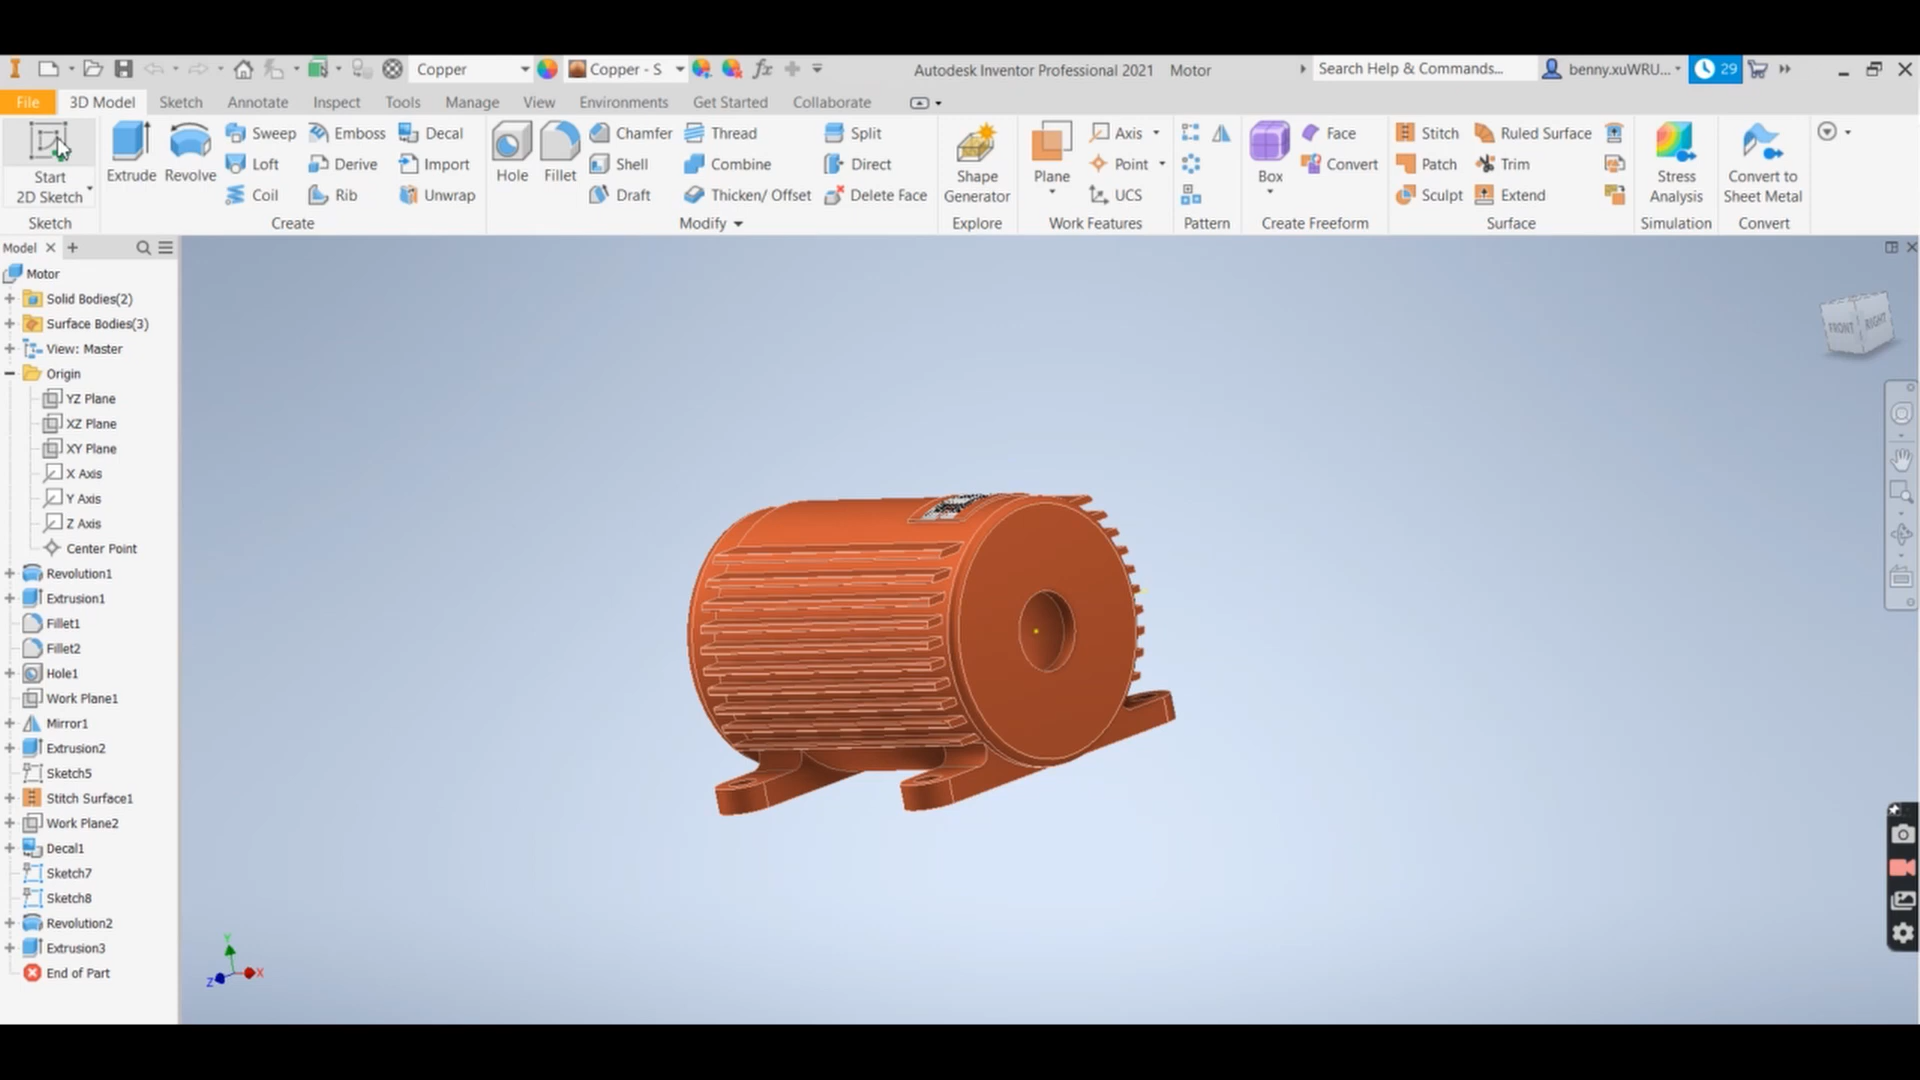 Copper
Copper - S
fx
Autodesk Inventor Professional 2021 Motor
Search Help & Commands...
benny.xuWRU...
29
File 3D Model Sketch Annotate Inspect Tools Manage View Environments Get Started Collaborate
Start
2D Sketch
Sketch
Extrude
Revolve
Sweep
Loft
Coil
Emboss
Derive
Rib
Decal
Import
Unwrap
Create
Hole
Fillet
Chamfer
Shell
Draft
Thread
Combine
Thicken/ Offset
Split
Direct
Delete Face
Modify
Shape
Generator
Explore
Plane
Axis
Point
UCS
Work Features
Pattern
Box
Face
Convert
Create Freeform
Stitch
Patch
Sculpt
Ruled Surface
Trim
Extend
Surface
Stress
Analysis
Simulation
Convert to
Sheet Metal
Convert
Model
Motor
Solid Bodies(2)
Surface Bodies(3)
View: Master
Origin
YZ Plane
XZ Plane
XY Plane
X Axis
Y Axis
Z Axis
Center Point
Revolution1
Extrusion1
Fillet1
Fillet2
Hole1
Work Plane1
Mirror1
Extrusion2
Sketch5
Stitch Surface1
Work Plane2
Decal1
Sketch7
Sketch8
Revolution2
Extrusion3
End of Part
FRONT
RIGHT
Y
Z
X